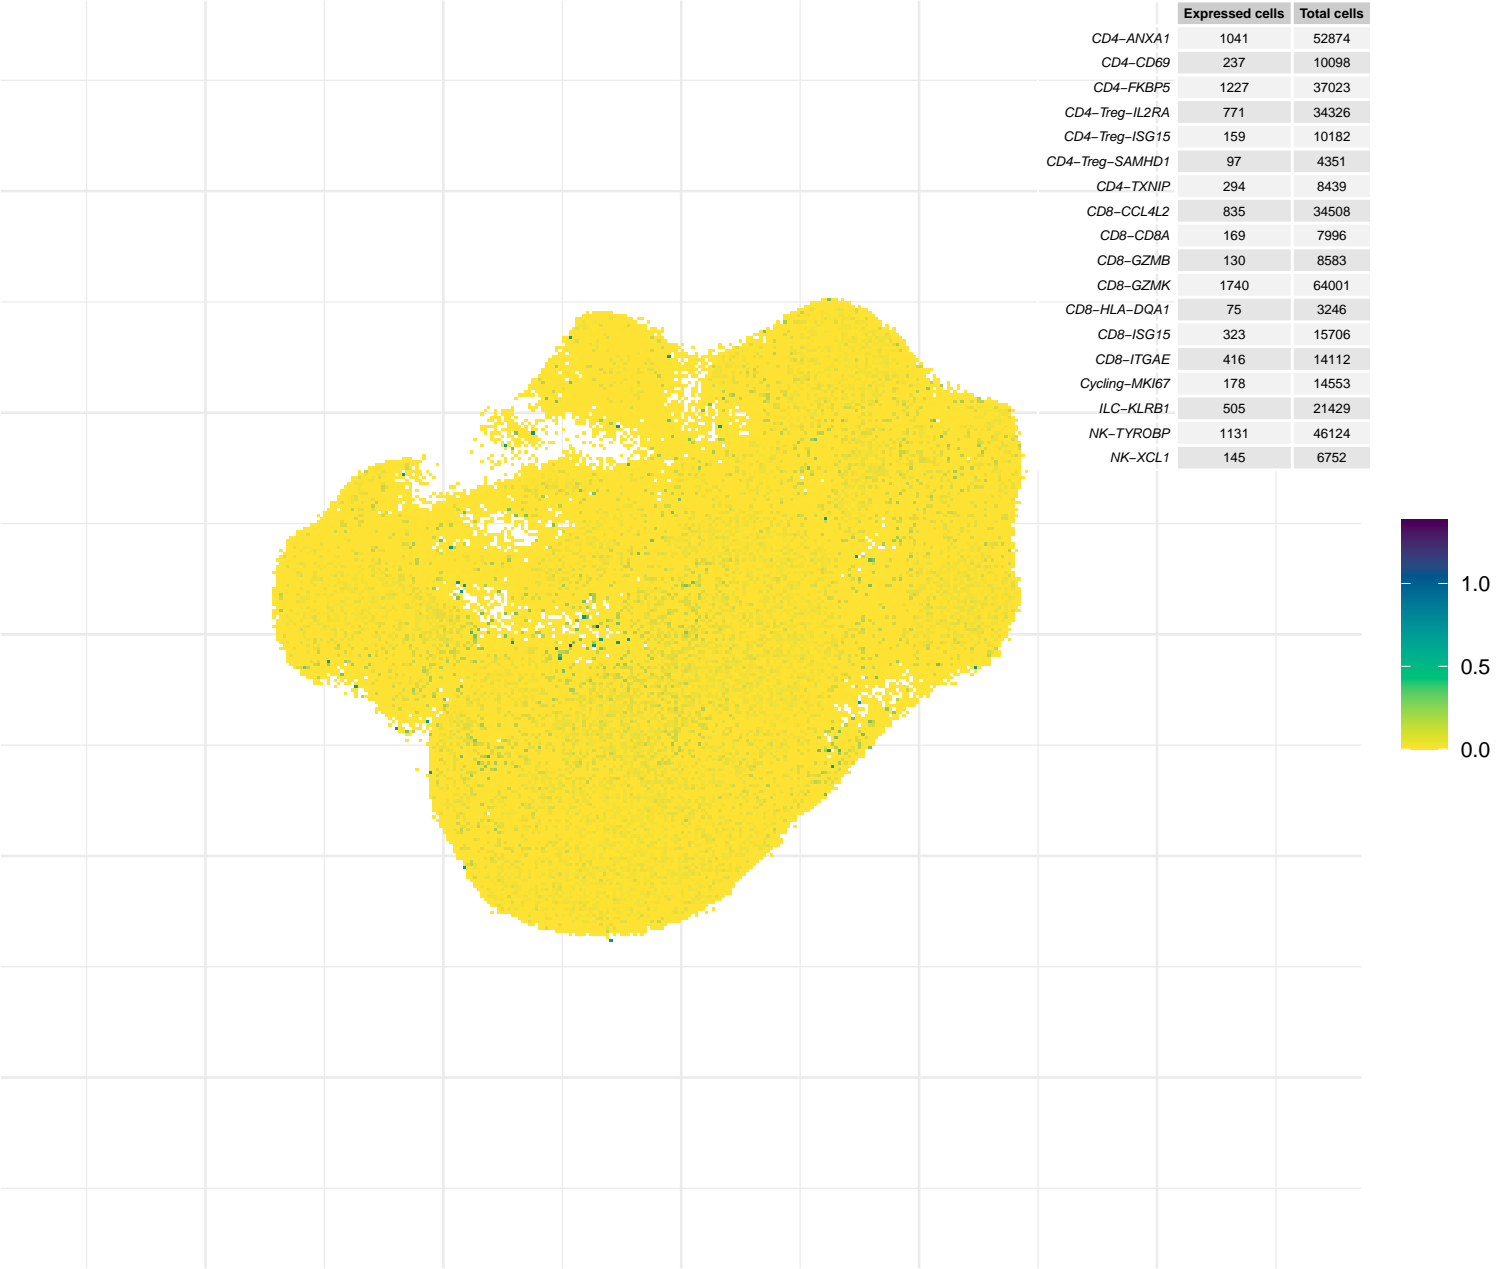 Expressed cells Total cells
CD4−ANXA1 1041 52874
CD4−CD69 237 10098
CD4−FKBP5 1227 37023
CD4−Treg−IL2RA 771 34326
CD4−Treg−ISG15 159 10182
CD4−Treg−SAMHD1 97 4351
CD4−TXNIP 294 8439
CD8−CCL4L2 835 34508
CD8−CD8A 169 7996
CD8−GZMB 130 8583
CD8−GZMK 1740 64001
CD8−HLA−DQA1 75 3246
CD8−ISG15 323 15706
CD8−ITGAE 416 14112
Cycling−MKI67 178 14553
ILC−KLRB1 505 21429
NK−TYROBP 1131 46124
NK−XCL1 145 6752
1.0
0.5
0.0